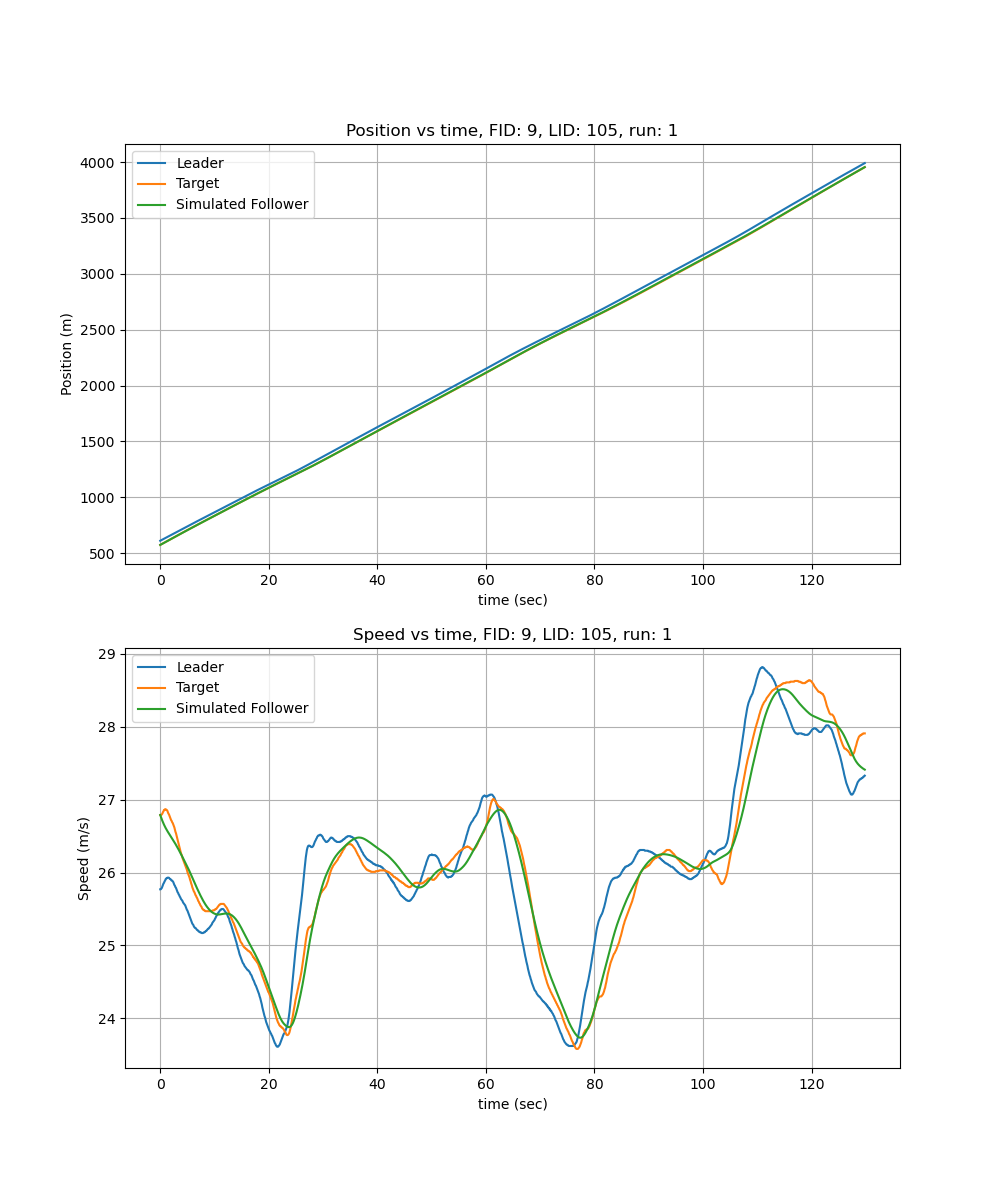 Position vs time, FID: 9, LID: 105, run: 1
Leader
Target
Simulated Follower
4000
3500
3000
2500
2000
1500
1000
500
Position (m)
0 20 40 60 80 100 120
time (sec)
Speed vs time, FID: 9, LID: 105, run: 1
Leader
Target
Simulated Follower
29
28
27
26
25
24
Speed (m/s)
0 20 40 60 80 100 120
time (sec)